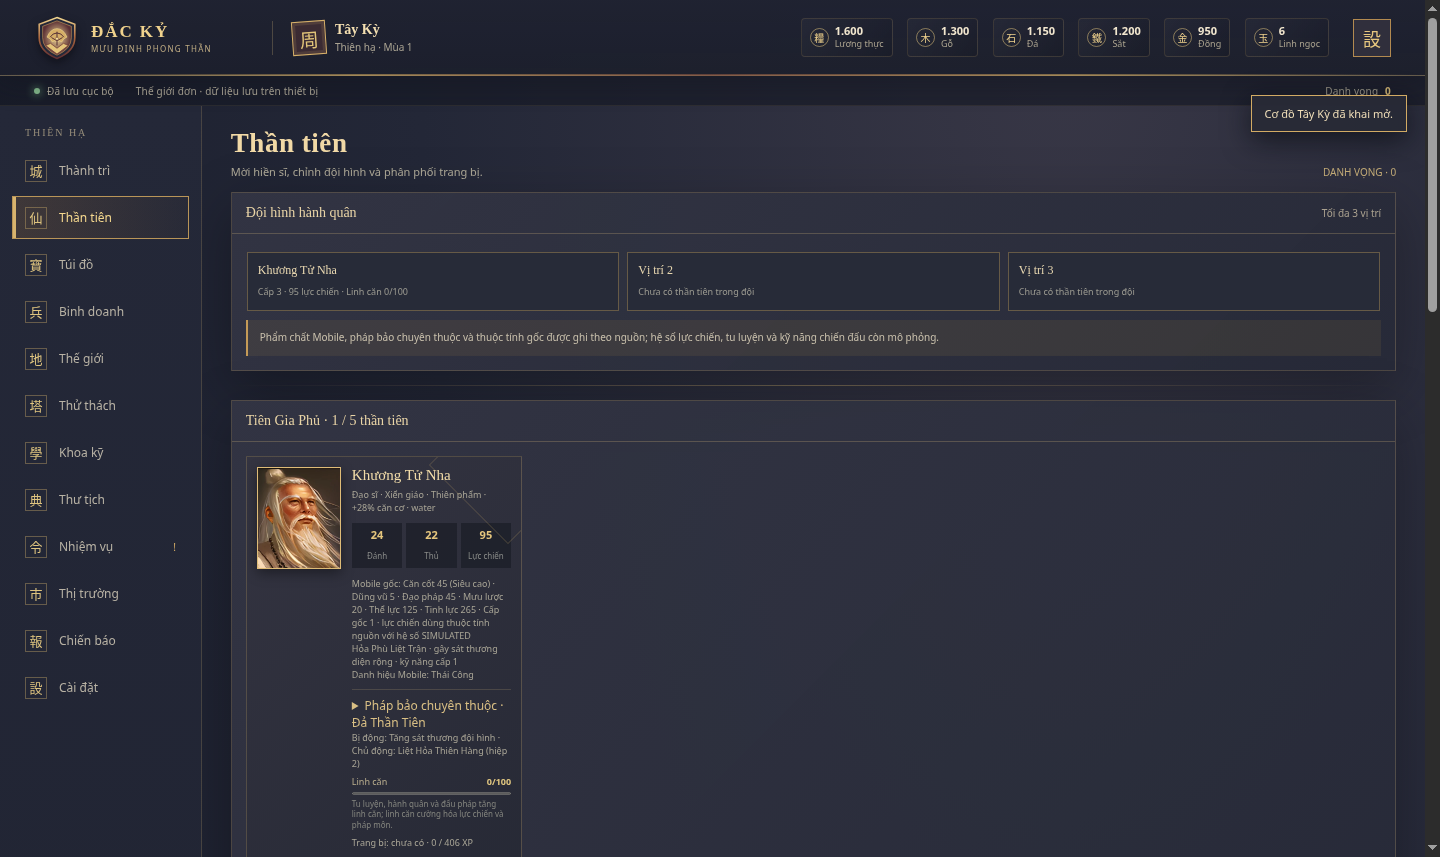 ĐẮC KỶ
MƯU ĐỊNH PHONG THẦN
周
Tây Kỳ
Thiên hạ · Mùa 1
糧 1.600 Lương thực
木 1.300 Gỗ
石 1.150 Đá
鐵 1.200 Sắt
金 950 Đồng
玉 6 Linh ngọc
設
Đã lưu cục bộ
Thế giới đơn · dữ liệu lưu trên thiết bị
Danh vọng 0
Cơ đồ Tây Kỳ đã khai mở.
THIÊN HẠ
城 Thành trì
仙 Thần tiên
寶 Túi đồ
兵 Binh doanh
地 Thế giới
塔 Thử thách
學 Khoa kỹ
典 Thư tịch
令 Nhiệm vụ !
市 Thị trường
報 Chiến báo
設 Cài đặt
Thần tiên
Mời hiền sĩ, chỉnh đội hình và phân phối trang bị.
DANH VỌNG · 0
Đội hình hành quân
Tối đa 3 vị trí
Khương Tử Nha
Cấp 3 · 95 lực chiến · Linh căn 0/100
Vị trí 2
Chưa có thần tiên trong đội
Vị trí 3
Chưa có thần tiên trong đội
Phẩm chất Mobile, pháp bảo chuyên thuộc và thuộc tính gốc được ghi theo nguồn; hệ số lực chiến, tu luyện và kỹ năng chiến đấu còn mô phỏng.
Tiên Gia Phủ · 1 / 5 thần tiên
Khương Tử Nha
Đạo sĩ · Xiển giáo · Thiên phẩm ·
+28% căn cơ · water
24 22 95
Đánh Thủ Lực chiến
Mobile gốc: Căn cốt 45 (Siêu cao) ·
Dũng vũ 5 · Đạo pháp 45 · Mưu lược
20 · Thể lực 125 · Tinh lực 265 · Cấp
gốc 1 · lực chiến dùng thuộc tính
nguồn với hệ số SIMULATED
Hỏa Phù Liệt Trận · gây sát thương
diện rộng · kỹ năng cấp 1
Danh hiệu Mobile: Thái Công
Pháp bảo chuyên thuộc ·
Đả Thần Tiên
Bị động: Tăng sát thương đội hình ·
Chủ động: Liệt Hỏa Thiên Hàng (hiệp
2)
Linh căn 0/100
Tu luyện, hành quân và đấu pháp tăng
linh căn; linh căn cường hóa lực chiến và
pháp môn.
Trang bị: chưa có · 0 / 406 XP